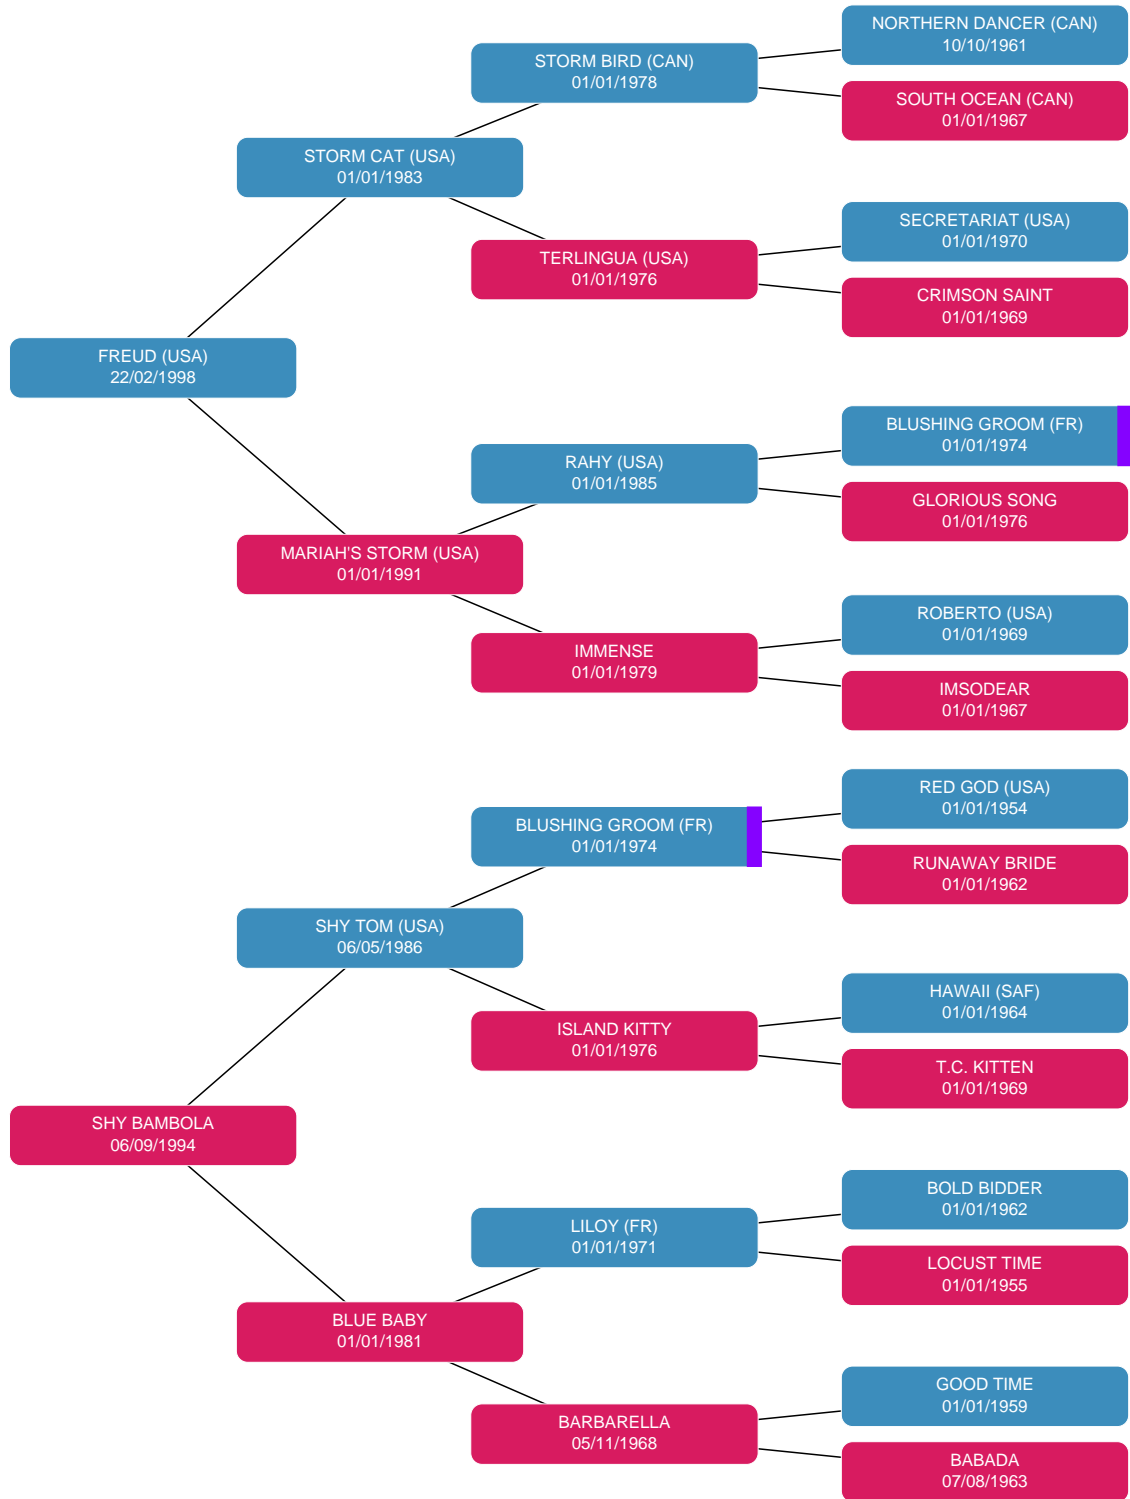 NORTHERN DANCER (CAN)
10/10/1961
STORM BIRD (CAN)
01/01/1978
SOUTH OCEAN (CAN)
01/01/1967
STORM CAT (USA)
01/01/1983
SECRETARIAT (USA)
01/01/1970
TERLINGUA (USA)
01/01/1976
CRIMSON SAINT
01/01/1969
FREUD (USA)
22/02/1998
BLUSHING GROOM (FR)
01/01/1974
RAHY (USA)
01/01/1985
GLORIOUS SONG
01/01/1976
MARIAH'S STORM (USA)
01/01/1991
ROBERTO (USA)
01/01/1969
IMMENSE
01/01/1979
IMSODEAR
01/01/1967
RED GOD (USA)
01/01/1954
BLUSHING GROOM (FR)
01/01/1974
RUNAWAY BRIDE
01/01/1962
SHY TOM (USA)
06/05/1986
HAWAII (SAF)
01/01/1964
ISLAND KITTY
01/01/1976
T.C. KITTEN
01/01/1969
SHY BAMBOLA
06/09/1994
BOLD BIDDER
01/01/1962
LILOY (FR)
01/01/1971
LOCUST TIME
01/01/1955
BLUE BABY
01/01/1981
GOOD TIME
01/01/1959
BARBARELLA
05/11/1968
BABADA
07/08/1963